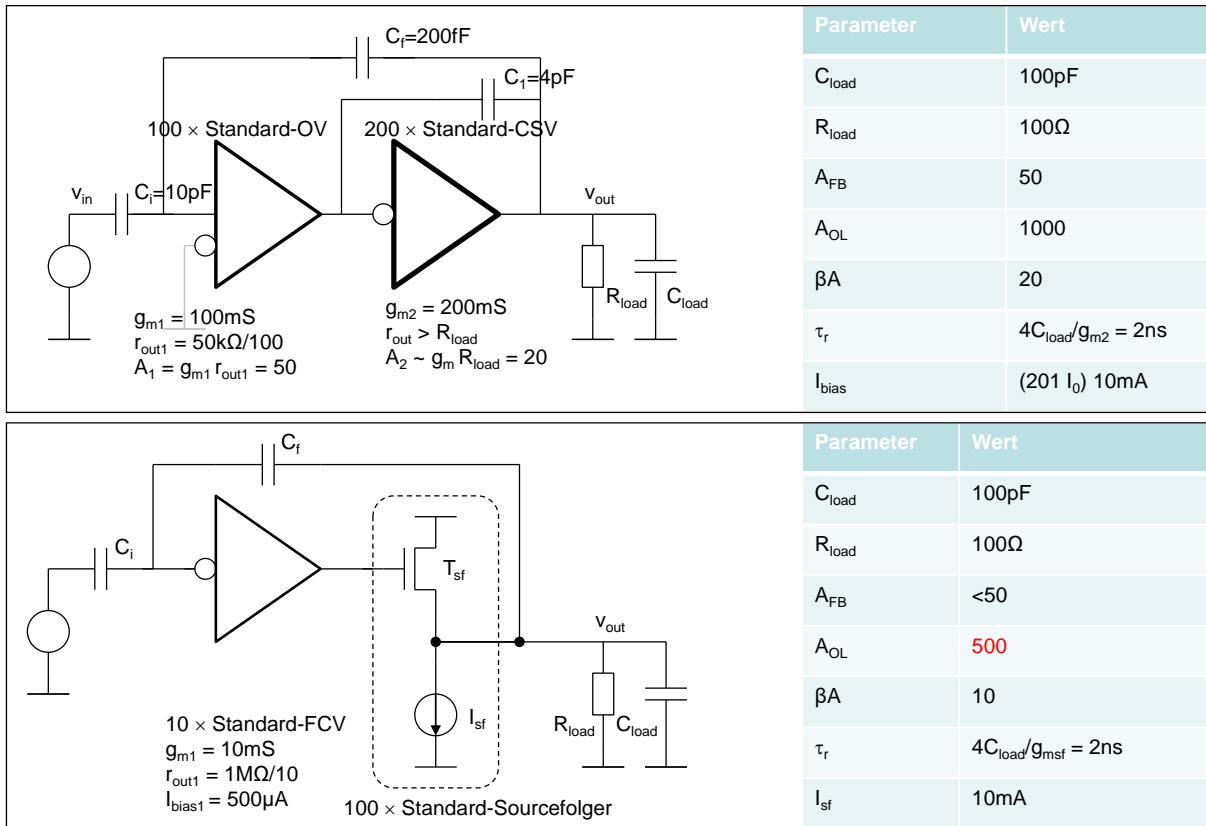 C_f=200fF
C_1=4pF
100 × Standard-OV
200 × Standard-CSV
v_in
C_i=10pF
v_out
R_load
C_load
g_m1 = 100mS
r_out1 = 50kΩ/100
A_1 = g_m1 r_out1 = 50
g_m2 = 200mS
r_out > R_load
A_2 ~ g_m R_load = 20
Parameter Wert
C_load 100pF
R_load 100Ω
A_FB 50
A_OL 1000
βA 20
τ_r 4C_load/g_m2 = 2ns
I_bias (201 I_0) 10mA
C_f
C_i
T_sf
v_out
I_sf
R_load
C_load
10 × Standard-FCV
g_m1 = 10mS
r_out1 = 1MΩ/10
I_bias1 = 500µA
100 × Standard-Sourcefolger
Parameter Wert
C_load 100pF
R_load 100Ω
A_FB <50
A_OL 500
βA 10
τ_r 4C_load/g_msf = 2ns
I_sf 10mA